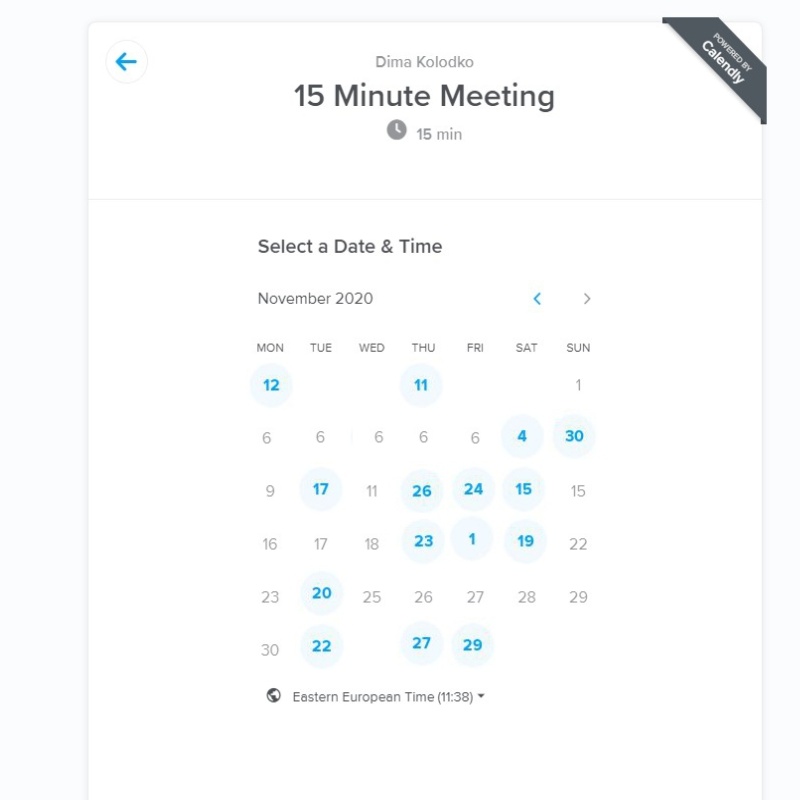 POWERED BY
Calendly
Dima Kolodko
15 Minute Meeting
15 min
Select a Date & Time
November 2020
MON TUE WED THU FRI SAT SUN
12 11 1
6 6 6 6 6 4 30
9 17 11 26 24 15 15
16 17 18 23 1 19 22
23 20 25 26 27 28 29
30 22 27 29
Eastern European Time (11:38)